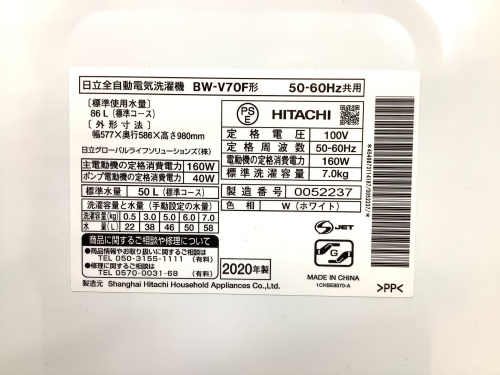 日立全自動電気洗濯機 BW-V70F形 50-60Hz共用
[標準使用水量]
86 L (標準コース)
[外形寸法]
幅577×奥行586×高さ980mm
日立グローバルライフソリューションズ(株)
主電動機の定格消費電力 160W
ポンプ電動機の定格消費電力 40W
標準水量 50 L (標準コース)
洗濯容量と水量 (手動設定の水量)
洗濯容量(kg) 0.5 3.0 5.0 6.0 7.0
水量(L) 22 38 46 50 58
商品に関するご相談や修理について
●商品情報やお取り扱いに関するご相談は
TEL 050-3155-1111 (有料)
●修理に関するご相談は
TEL 0570-0031-68 (有料)
2020年製
製造元 Shanghai Hitachi Household Appliances Co.,Ltd.
PS
E
HITACHI
定格電圧 100V
定格周波数 50-60Hz
電動機の定格消費電力 160W
標準洗濯容量 7.0kg
製造番号 0052237
色相 W (ホワイト)
S JET
G
MADE IN CHINA
1CHSE8070-A
>PP<